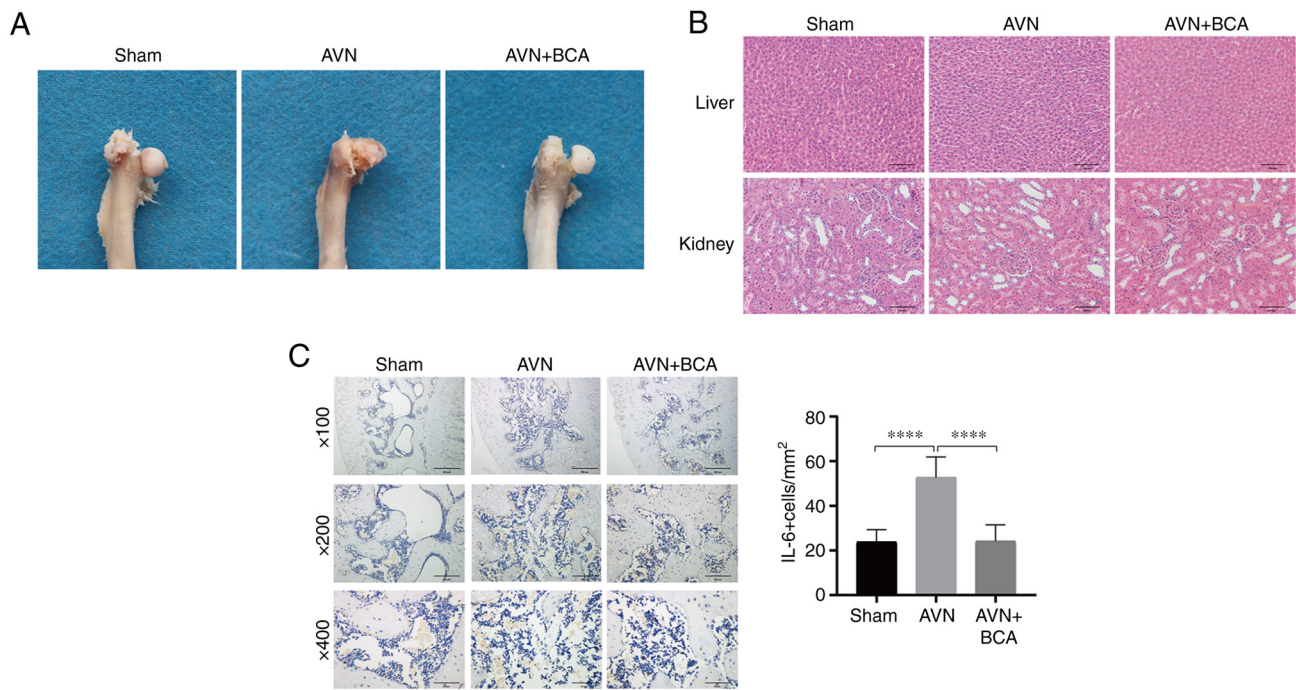 A
Sham AVN AVN+BCA
B
Sham AVN AVN+BCA
Liver
Kidney
C
Sham AVN AVN+BCA
×100
×200
×400
80
60
40
20
0
IL-6+cells/mm²
**** ****
Sham AVN AVN+
BCA